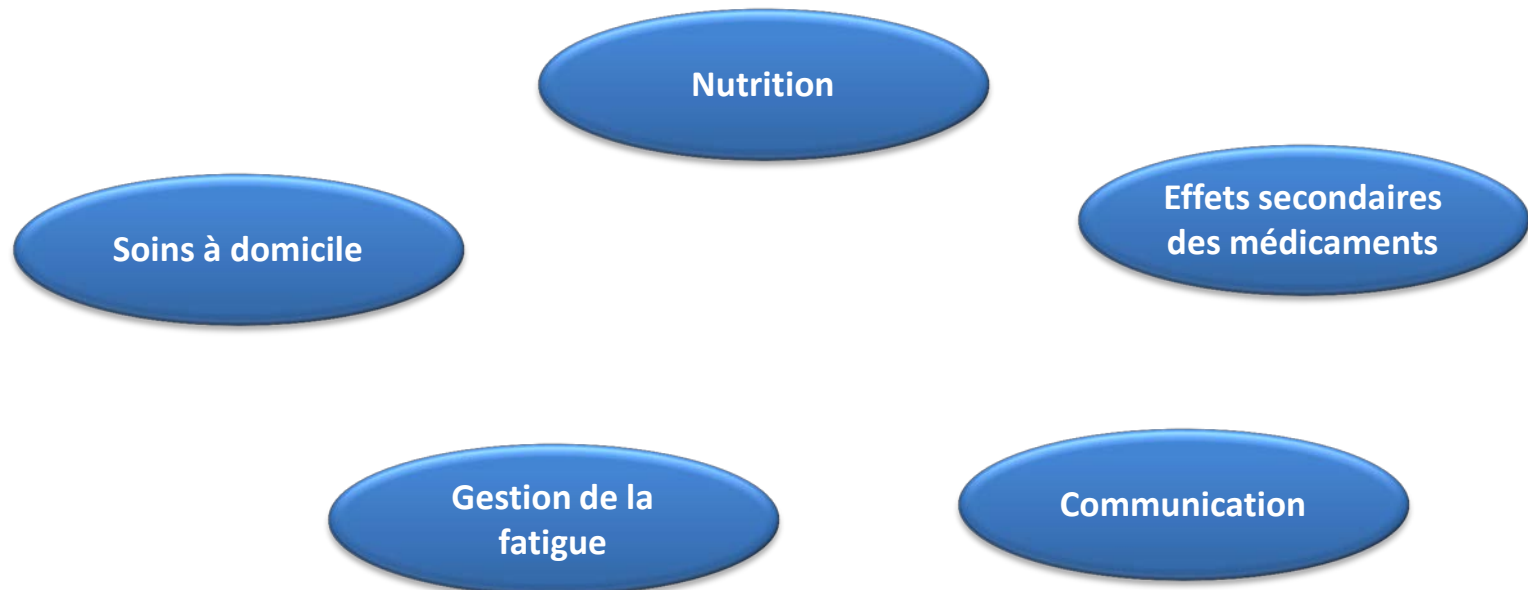 Nutrition
Effets secondaires
des médicaments
Soins à domicile
Gestion de la
fatigue
Communication